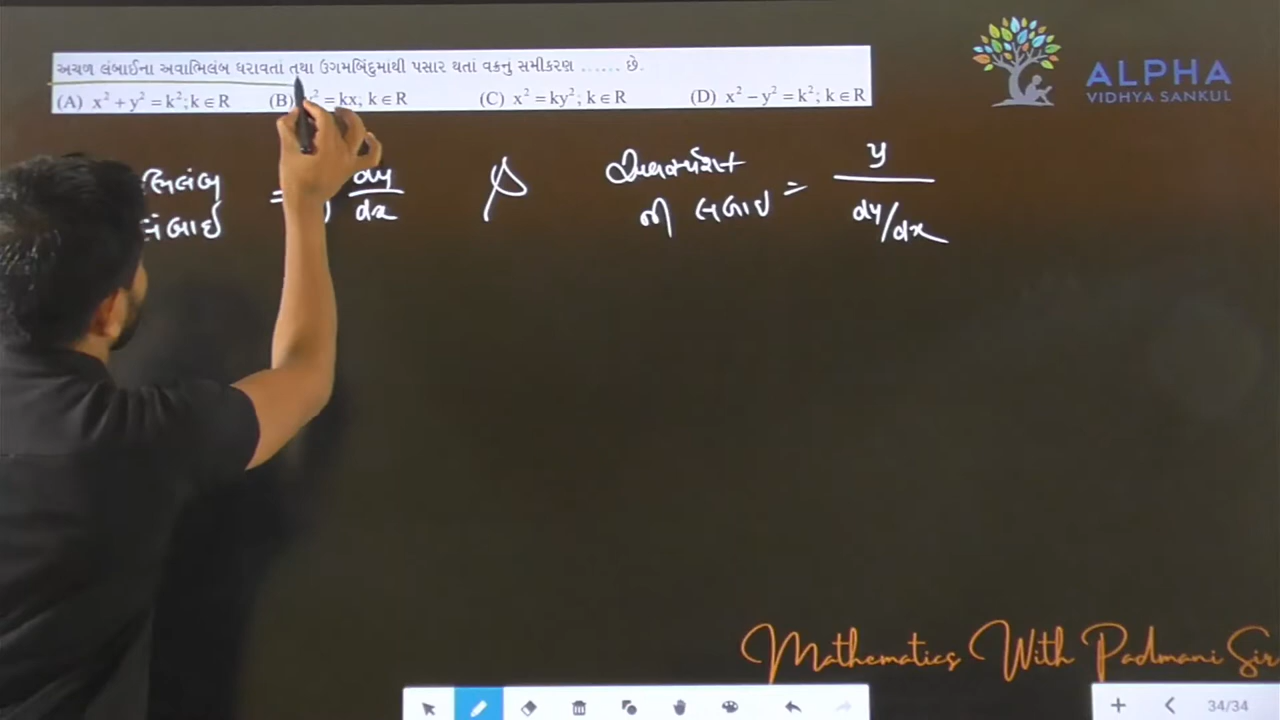 અચળ લંબાઈના અવાભિલંબ ધરાવતાં તથા ઉગમબિંદુમાંથી પસાર થતાં વક્રનું સમીકરણ ...... છે.
(A) x² + y² = k²; k ∈ R (B) ² = kx; k ∈ R (C) x² = ky²; k ∈ R (D) x² − y² = k²; k ∈ R
ALPHA
VIDHYA SANKUL
ભિલંબ
લંબાઈ
= dy/dx
ની લંબાઇ = y / dy/dx
Mathematics With Padmani Sir
34/34